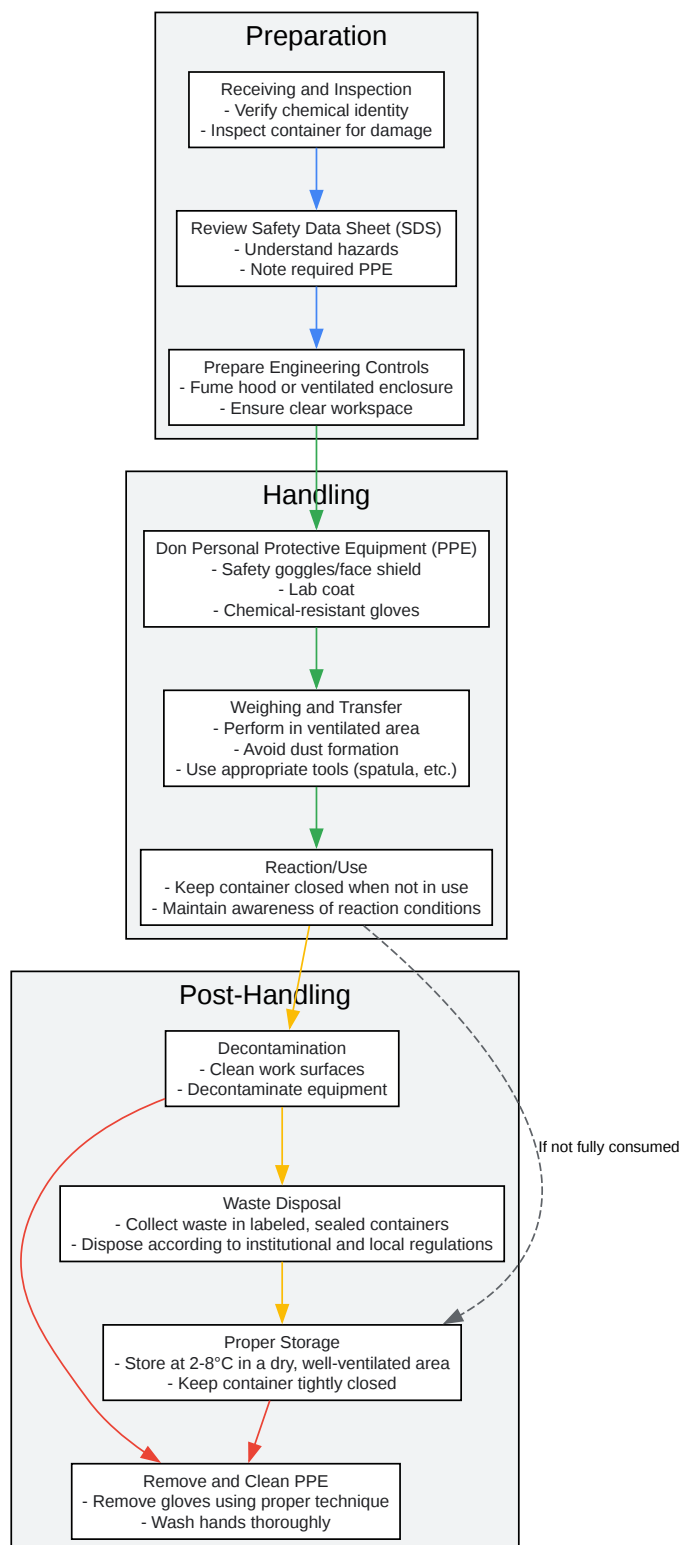 Preparation
Receiving and Inspection
- Verify chemical identity
- Inspect container for damage
Review Safety Data Sheet (SDS)
- Understand hazards
- Note required PPE
Prepare Engineering Controls
- Fume hood or ventilated enclosure
- Ensure clear workspace
Handling
Don Personal Protective Equipment (PPE)
- Safety goggles/face shield
- Lab coat
- Chemical-resistant gloves
Weighing and Transfer
- Perform in ventilated area
- Avoid dust formation
- Use appropriate tools (spatula, etc.)
Reaction/Use
- Keep container closed when not in use
- Maintain awareness of reaction conditions
Post-Handling
Decontamination
- Clean work surfaces
- Decontaminate equipment
If not fully consumed
Waste Disposal
- Collect waste in labeled, sealed containers
- Dispose according to institutional and local regulations
Proper Storage
- Store at 2-8°C in a dry, well-ventilated area
- Keep container tightly closed
Remove and Clean PPE
- Remove gloves using proper technique
- Wash hands thoroughly